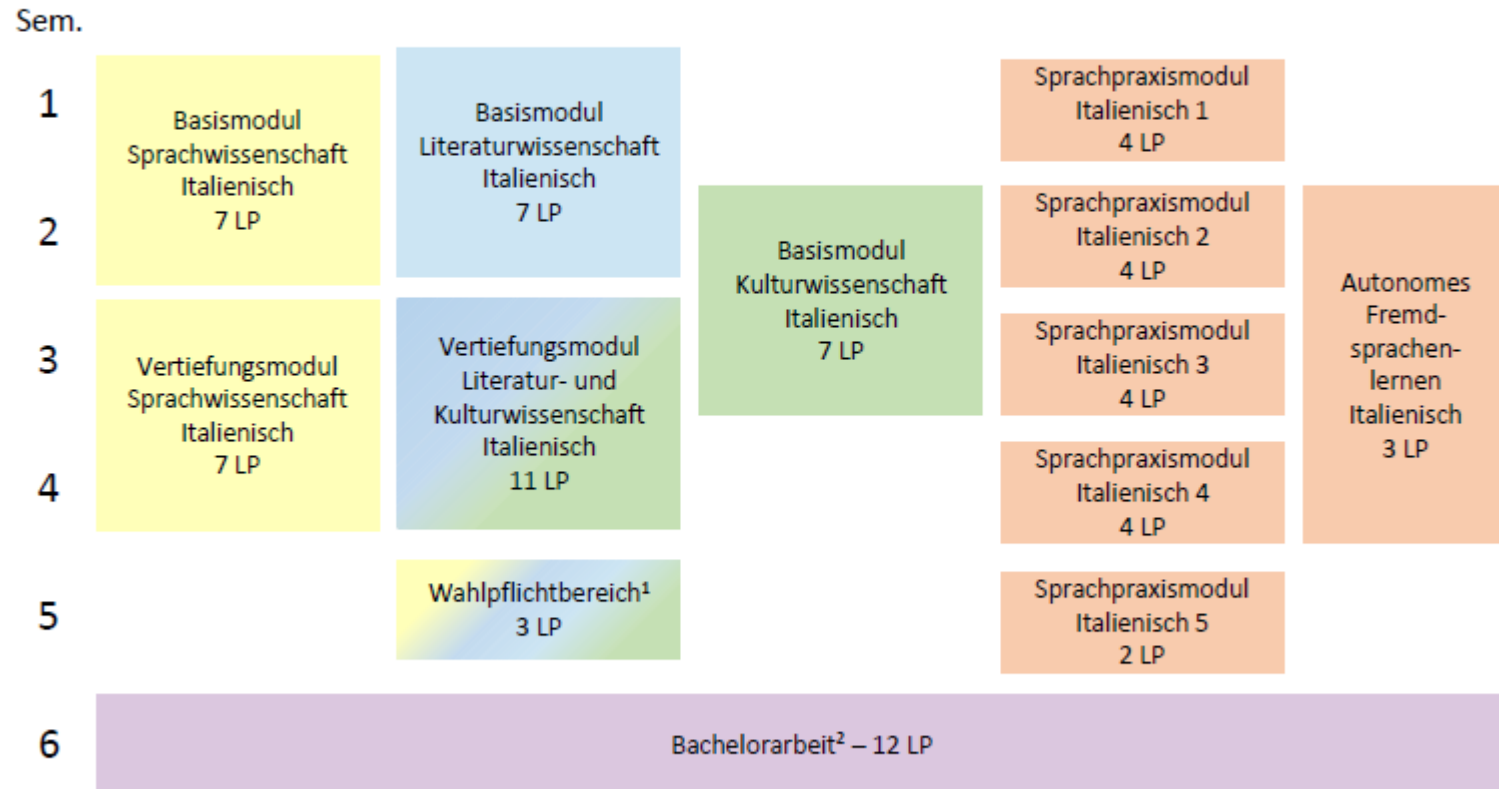 Sem.
1
2
3
4
5
6
Basismodul
Sprachwissenschaft
Italienisch
7 LP
Basismodul
Literaturwissenschaft
Italienisch
7 LP
Basismodul
Kulturwissenschaft
Italienisch
7 LP
Sprachpraxismodul
Italienisch 1
4 LP
Sprachpraxismodul
Italienisch 2
4 LP
Sprachpraxismodul
Italienisch 3
4 LP
Sprachpraxismodul
Italienisch 4
4 LP
Sprachpraxismodul
Italienisch 5
2 LP
Autonomes
Fremd-
sprachen-
lernen
Italienisch
3 LP
Vertiefungsmodul
Sprachwissenschaft
Italienisch
7 LP
Vertiefungsmodul
Literatur- und
Kulturwissenschaft
Italienisch
11 LP
Wahlpflichtbereich¹
3 LP
Bachelorarbeit² – 12 LP